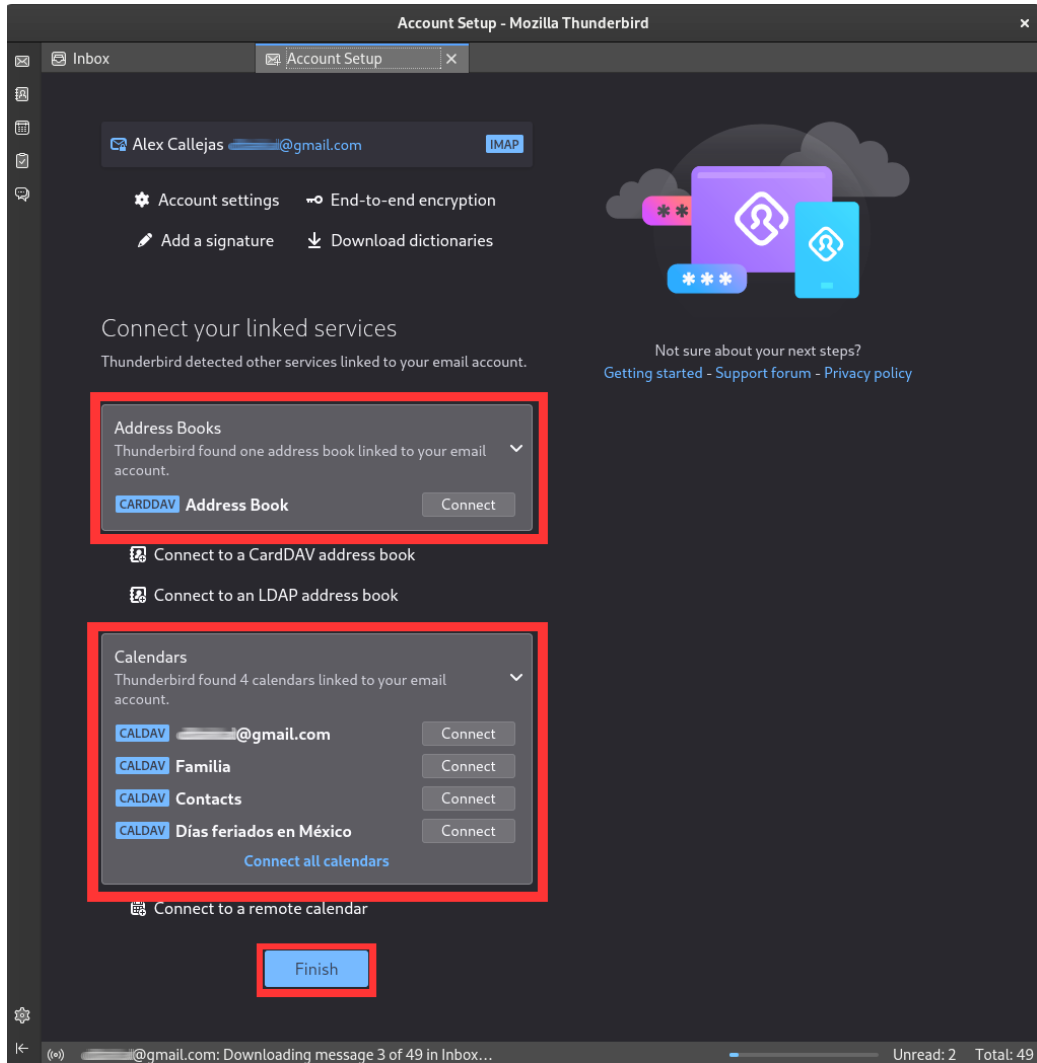 Account Setup - Mozilla Thunderbird
Inbox
Account Setup
Alex Callejas @gmail.com IMAP
Account settings
End-to-end encryption
Add a signature
Download dictionaries
***
Connect your linked services
Thunderbird detected other services linked to your email account.
Not sure about your next steps?
Getting started - Support forum - Privacy policy
Address Books
Thunderbird found one address book linked to your email
account.
CARDDAV Address Book Connect
Connect to a CardDAV address book
Connect to an LDAP address book
Calendars
Thunderbird found 4 calendars linked to your email
account.
CALDAV @gmail.com Connect
CALDAV Familia Connect
CALDAV Contacts Connect
CALDAV Días feriados en México Connect
Connect all calendars
Connect to a remote calendar
Finish
@gmail.com: Downloading message 3 of 49 in Inbox... Unread: 2 Total: 49